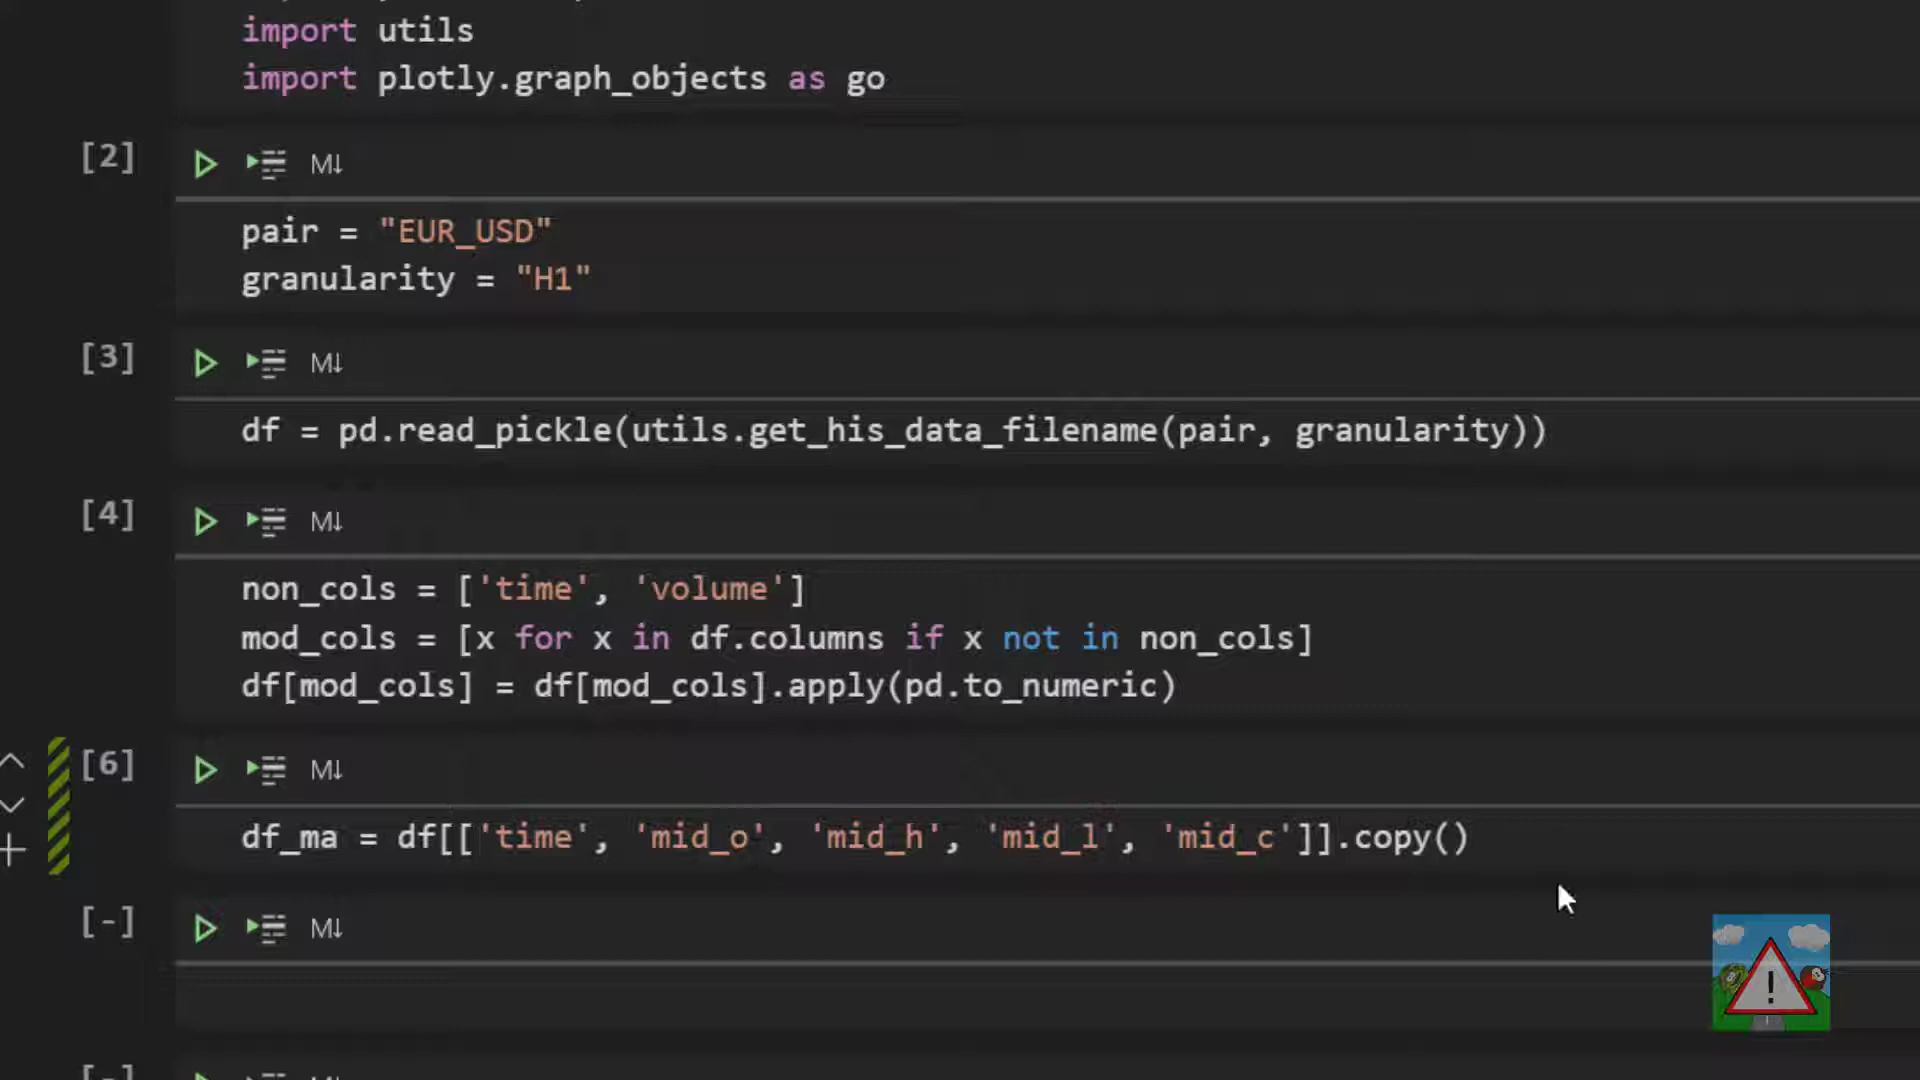 import utils
import plotly.graph_objects as go
[2]
M↓
pair = "EUR_USD"
granularity = "H1"
[3]
M↓
df = pd.read_pickle(utils.get_his_data_filename(pair, granularity))
[4]
M↓
non_cols = ['time', 'volume']
mod_cols = [x for x in df.columns if x not in non_cols]
df[mod_cols] = df[mod_cols].apply(pd.to_numeric)
[6]
M↓
df_ma = df[['time', 'mid_o', 'mid_h', 'mid_l', 'mid_c']].copy()
[-]
M↓
!